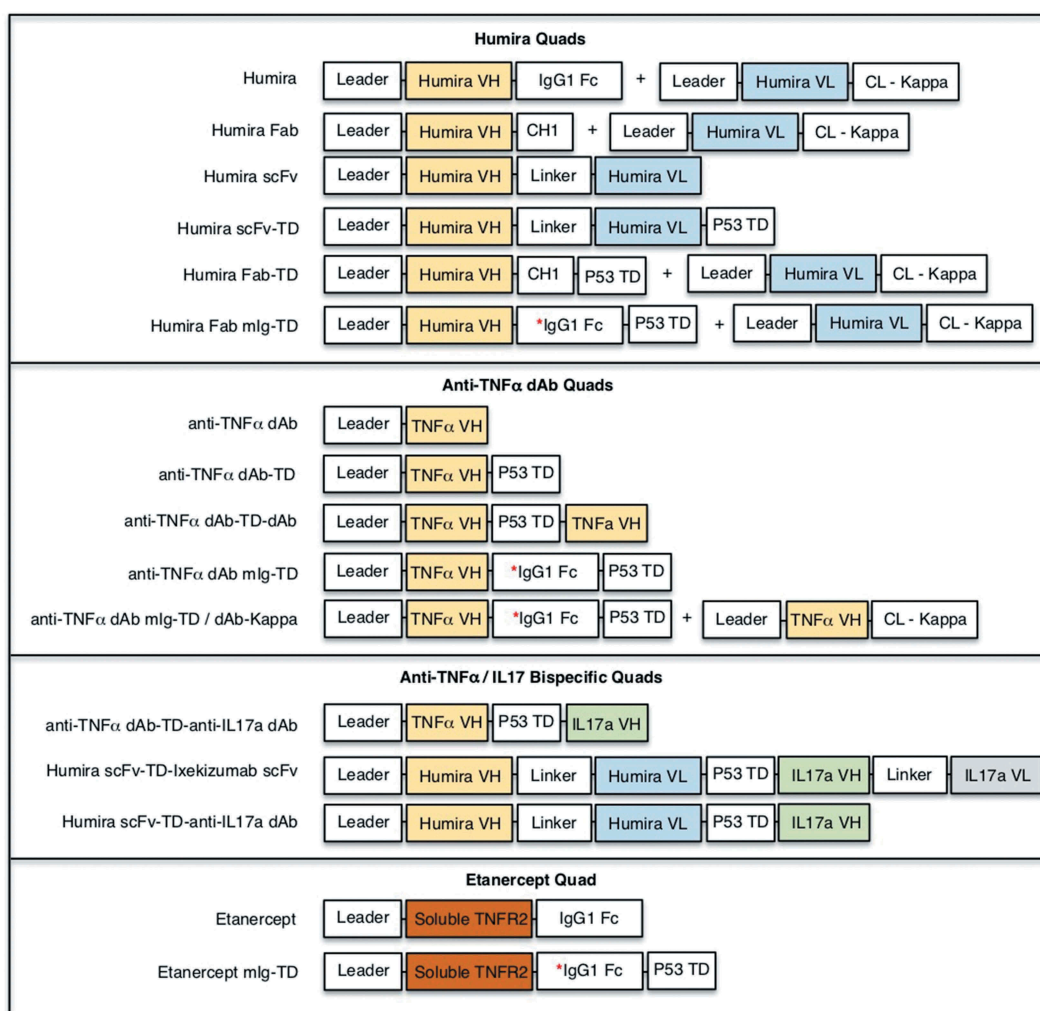 Humira Quads
Humira Leader Humira VH IgG1 Fc + Leader Humira VL CL - Kappa
Humira Fab Leader Humira VH CH1 + Leader Humira VL CL - Kappa
Humira scFv Leader Humira VH Linker Humira VL
Humira scFv-TD Leader Humira VH Linker Humira VL P53 TD
Humira Fab-TD Leader Humira VH CH1 P53 TD + Leader Humira VL CL - Kappa
Humira Fab mIg-TD Leader Humira VH *IgG1 Fc P53 TD + Leader Humira VL CL - Kappa
Anti-TNFα dAb Quads
anti-TNFα dAb Leader TNFα VH
anti-TNFα dAb-TD Leader TNFα VH P53 TD
anti-TNFα dAb-TD-dAb Leader TNFα VH P53 TD TNFa VH
anti-TNFα dAb mIg-TD Leader TNFα VH *IgG1 Fc P53 TD
anti-TNFα dAb mIg-TD / dAb-Kappa Leader TNFα VH *IgG1 Fc P53 TD + Leader TNFα VH CL - Kappa
Anti-TNFα / IL17 Bispecific Quads
anti-TNFα dAb-TD-anti-IL17a dAb Leader TNFα VH P53 TD IL17a VH
Humira scFv-TD-Ixekizumab scFv Leader Humira VH Linker Humira VL P53 TD IL17a VH Linker IL17a VL
Humira scFv-TD-anti-IL17a dAb Leader Humira VH Linker Humira VL P53 TD IL17a VH
Etanercept Quad
Etanercept Leader Soluble TNFR2 IgG1 Fc
Etanercept mIg-TD Leader Soluble TNFR2 *IgG1 Fc P53 TD